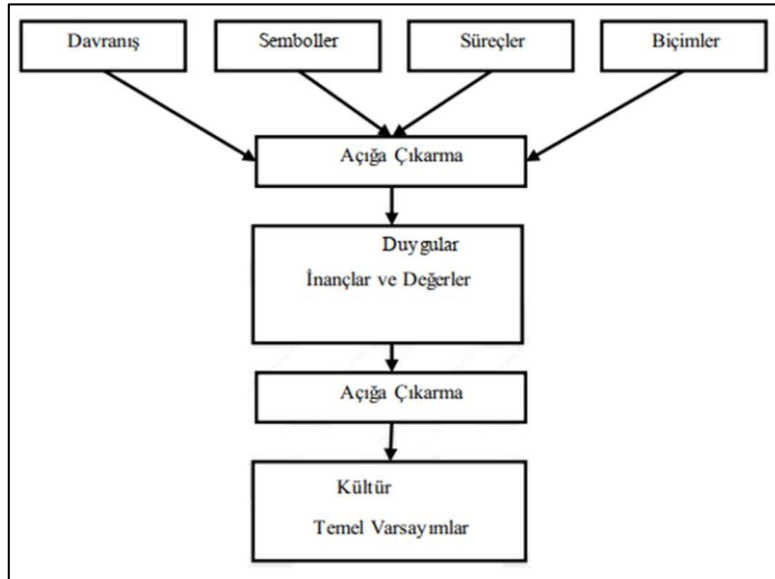 Davranış
Semboller
Süreçler
Biçimler
Açığa Çıkarma
Duygular
İnançlar ve Değerler
Açığa Çıkarma
Kültür
Temel Varsayımlar